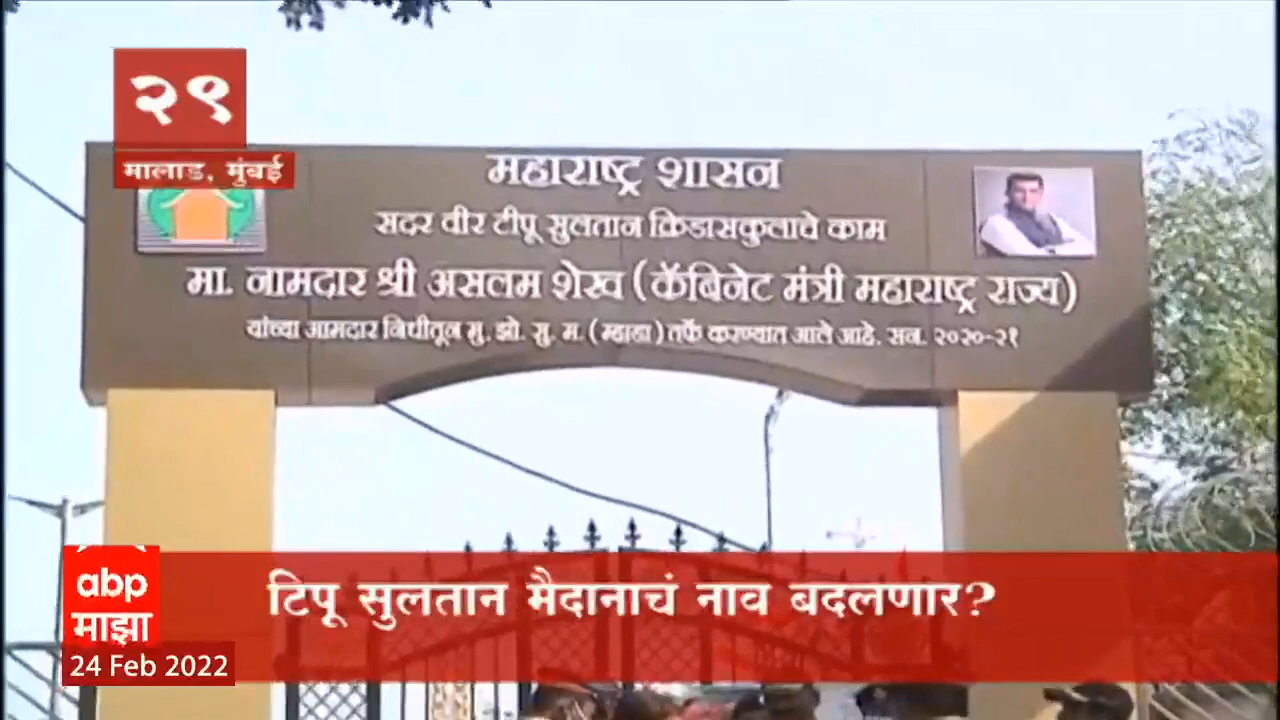 २९
मालाड, मुंबई
महाराष्ट्र शासन
सदर वीर टीपू सुलतान क्रिडासकुलाचे काम
मा. नामदार श्री असलम शेख (कॅबिनेट मंत्री महाराष्ट्र राज्य)
यांच्या आमदार निधीतून मु. झो. सु. म. (म्हाडा) तर्फे करण्यात आले आहे. सन. २०२०-२१
abp
माझा
टिपू सुलतान मैदानाचं नाव बदलणार?
24 Feb 2022